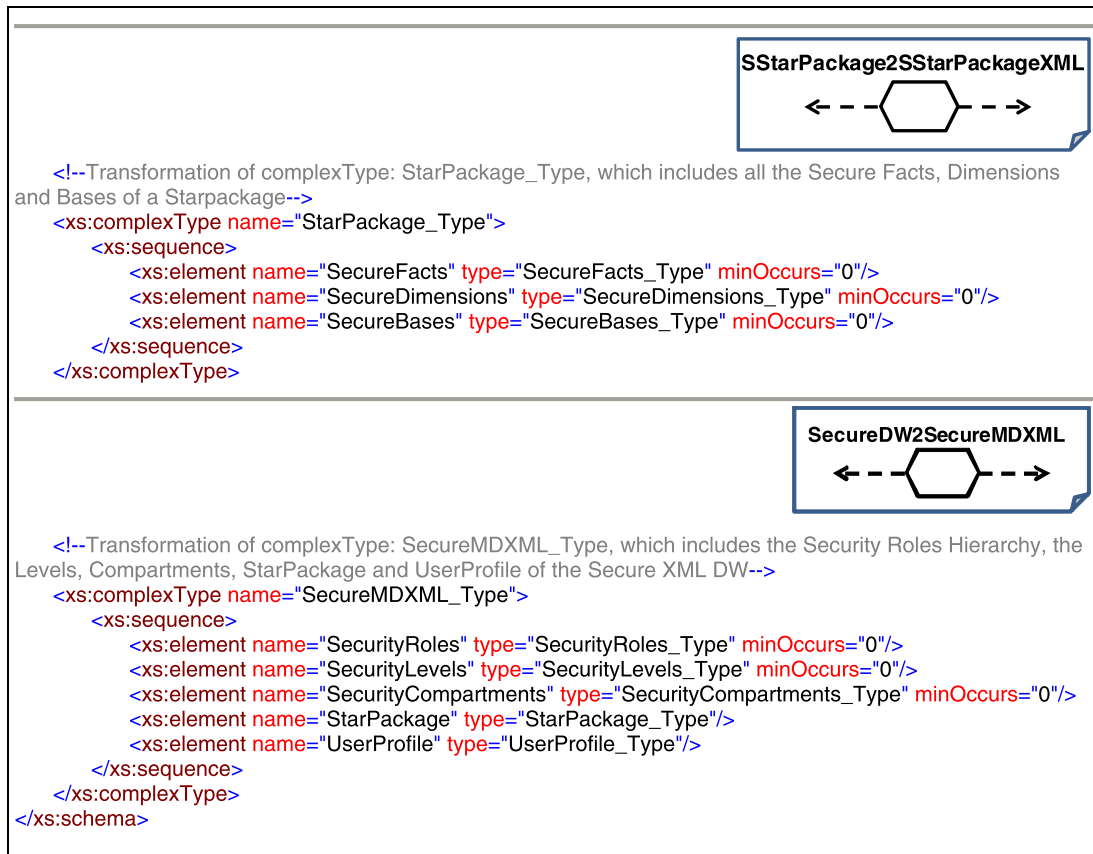 SStarPackage2SStarPackageXML
<!--Transformation of complexType: StarPackage_Type, which includes all the Secure Facts, Dimensions
and Bases of a Starpackage-->
<xs:complexType name="StarPackage_Type">
<xs:sequence>
<xs:element name="SecureFacts" type="SecureFacts_Type" minOccurs="0"/>
<xs:element name="SecureDimensions" type="SecureDimensions_Type" minOccurs="0"/>
<xs:element name="SecureBases" type="SecureBases_Type" minOccurs="0"/>
</xs:sequence>
</xs:complexType>
SecureDW2SecureMDXML
<!--Transformation of complexType: SecureMDXML_Type, which includes the Security Roles Hierarchy, the
Levels, Compartments, StarPackage and UserProfile of the Secure XML DW-->
<xs:complexType name="SecureMDXML_Type">
<xs:sequence>
<xs:element name="SecurityRoles" type="SecurityRoles_Type" minOccurs="0"/>
<xs:element name="SecurityLevels" type="SecurityLevels_Type" minOccurs="0"/>
<xs:element name="SecurityCompartments" type="SecurityCompartments_Type" minOccurs="0"/>
<xs:element name="StarPackage" type="StarPackage_Type"/>
<xs:element name="UserProfile" type="UserProfile_Type"/>
</xs:sequence>
</xs:complexType>
</xs:schema>